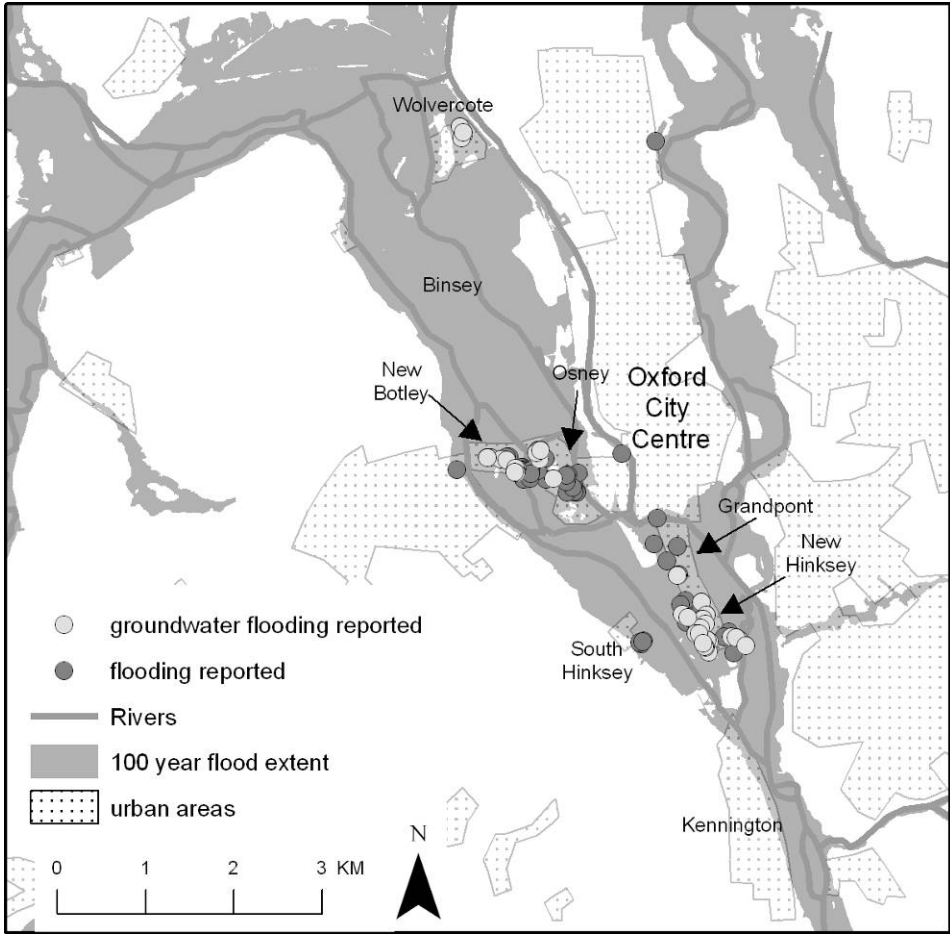 Wolvercote
Binsey
New
Botley
Osney
Oxford
City
Centre
Grandpont
New
Hinksey
South
Hinksey
Kennington
groundwater flooding reported
flooding reported
Rivers
100 year flood extent
urban areas
0 1 2 3 KM
N